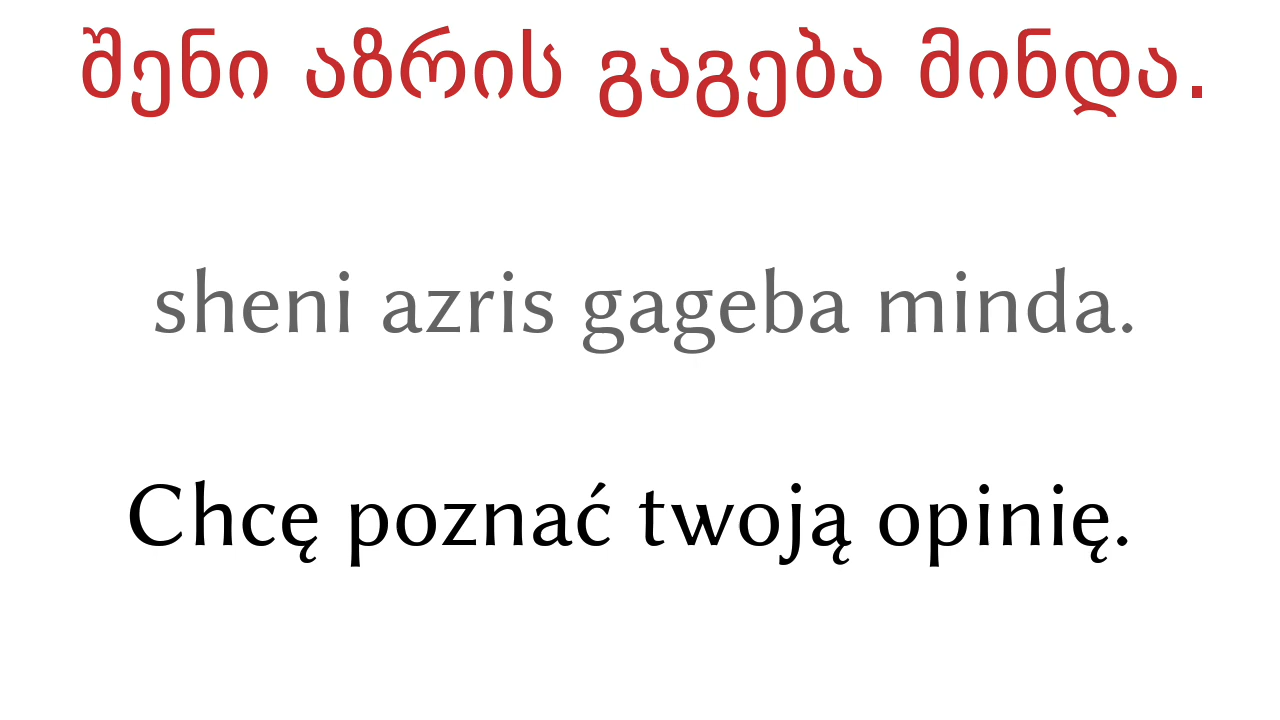 შენი აზრის გაგება მინდა.
sheni azris gageba minda.
Chcę poznać twoją opinię.